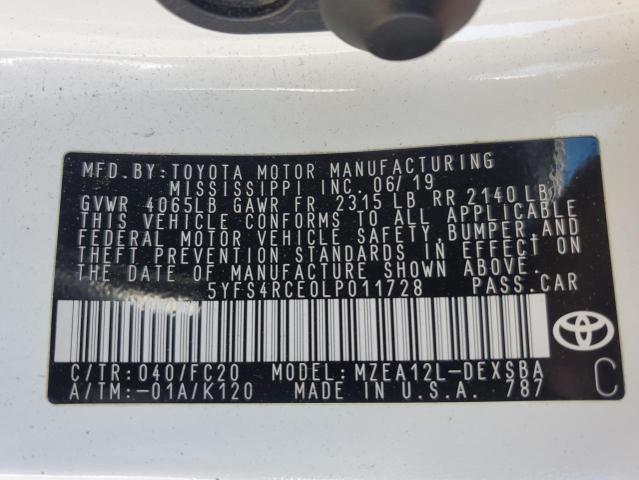 MFD.BY:TOYOTA MOTOR MANUFACTURING
MISSISSIPPI INC. 06/19
GVWR 4065LB GAWR FR 2315 LB RR 2140 LB
THIS VEHICLE CONFORMS TO ALL APPLICABLE
FEDERAL MOTOR VEHICLE SAFETY, BUMPER, AND
THEFT PREVENTION STANDARDS IN EFFECT ON
THE DATE OF MANUFACTURE SHOWN ABOVE.
5YFS4RCE0LP011728 PASS.CAR
C/TR:040/FC20 MODEL:MZEA12L-DEXSBA
A/TM:-01A/K120 MADE IN U.S.A. 787
C